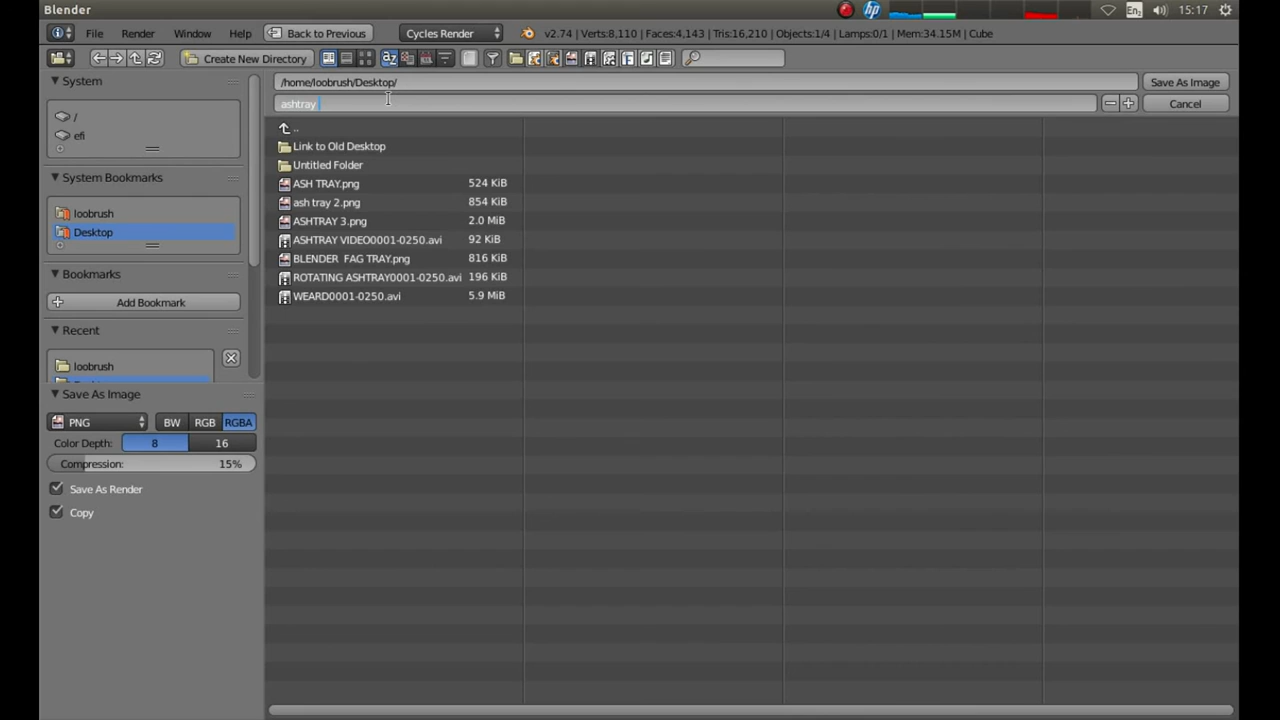 Blender
En2
15:17
File
Render
Window
Help
Back to Previous
Cycles Render
v2.74 | Verts:8,110 | Faces:4,143 | Tris:16,210 | Objects:1/4 | Lamps:0/1 | Mem:34.15M | Cube
Create New Directory
System
/home/loobrush/Desktop/
Save As Image
ashtray
Cancel
/
efi
..
Link to Old Desktop
Untitled Folder
ASH TRAY.png 524 KiB
ash tray 2.png 854 KiB
ASHTRAY 3.png 2.0 MiB
ASHTRAY VIDEO0001-0250.avi 92 KiB
BLENDER  FAG TRAY.png 816 KiB
ROTATING ASHTRAY0001-0250.avi 196 KiB
WEARD0001-0250.avi 5.9 MiB
System Bookmarks
loobrush
Desktop
Bookmarks
Add Bookmark
Recent
loobrush
Save As Image
PNG
BW
RGB
RGBA
Color Depth:
8
16
Compression: 15%
Save As Render
Copy